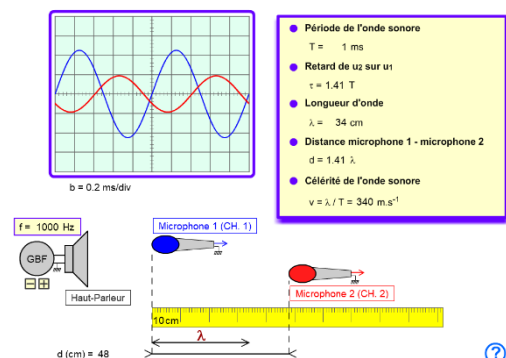 Période de l'onde sonore
T = 1 ms
Retard de u2 sur u1
τ = 1.41 T
Longueur d'onde
λ = 34 cm
Distance microphone 1 - microphone 2
d = 1.41 λ
Célérité de l'onde sonore
v = λ / T = 340 m.s-1
b = 0.2 ms/div
f = 1000 Hz
GBF
Haut-Parleur
Microphone 1 (CH. 1)
Microphone 2 (CH. 2)
10cm
λ
d (cm) = 48
?